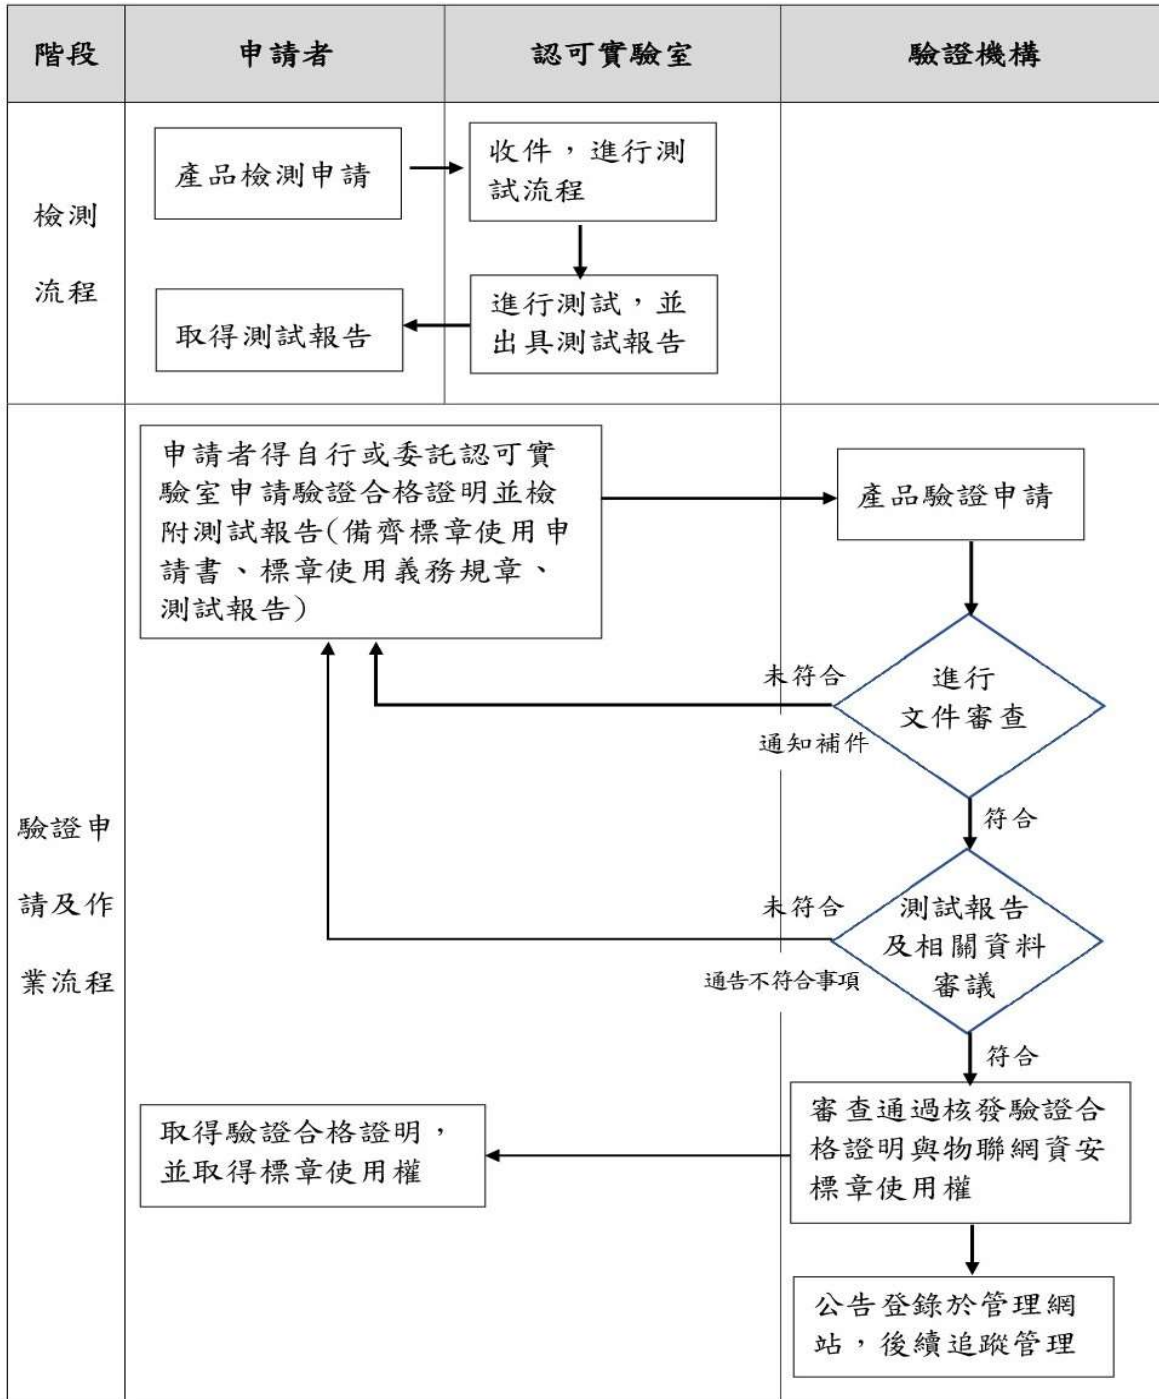 階段
申請者
認可實驗室
驗證機構
檢測
流程
產品檢測申請
收件，進行測
試流程
取得測試報告
進行測試，並
出具測試報告
驗證申
請及作
業流程
申請者得自行或委託認可實
驗室申請驗證合格證明並檢
附測試報告(備齊標章使用申
請書、標章使用義務規章、
測試報告)
產品驗證申請
進行
文件審查
未符合
通知補件
符合
測試報告
及相關資料
審議
未符合
通告不符合事項
符合
審查通過核發驗證合
格證明與物聯網資安
標章使用權
取得驗證合格證明，
並取得標章使用權
公告登錄於管理網
站，後續追蹤管理